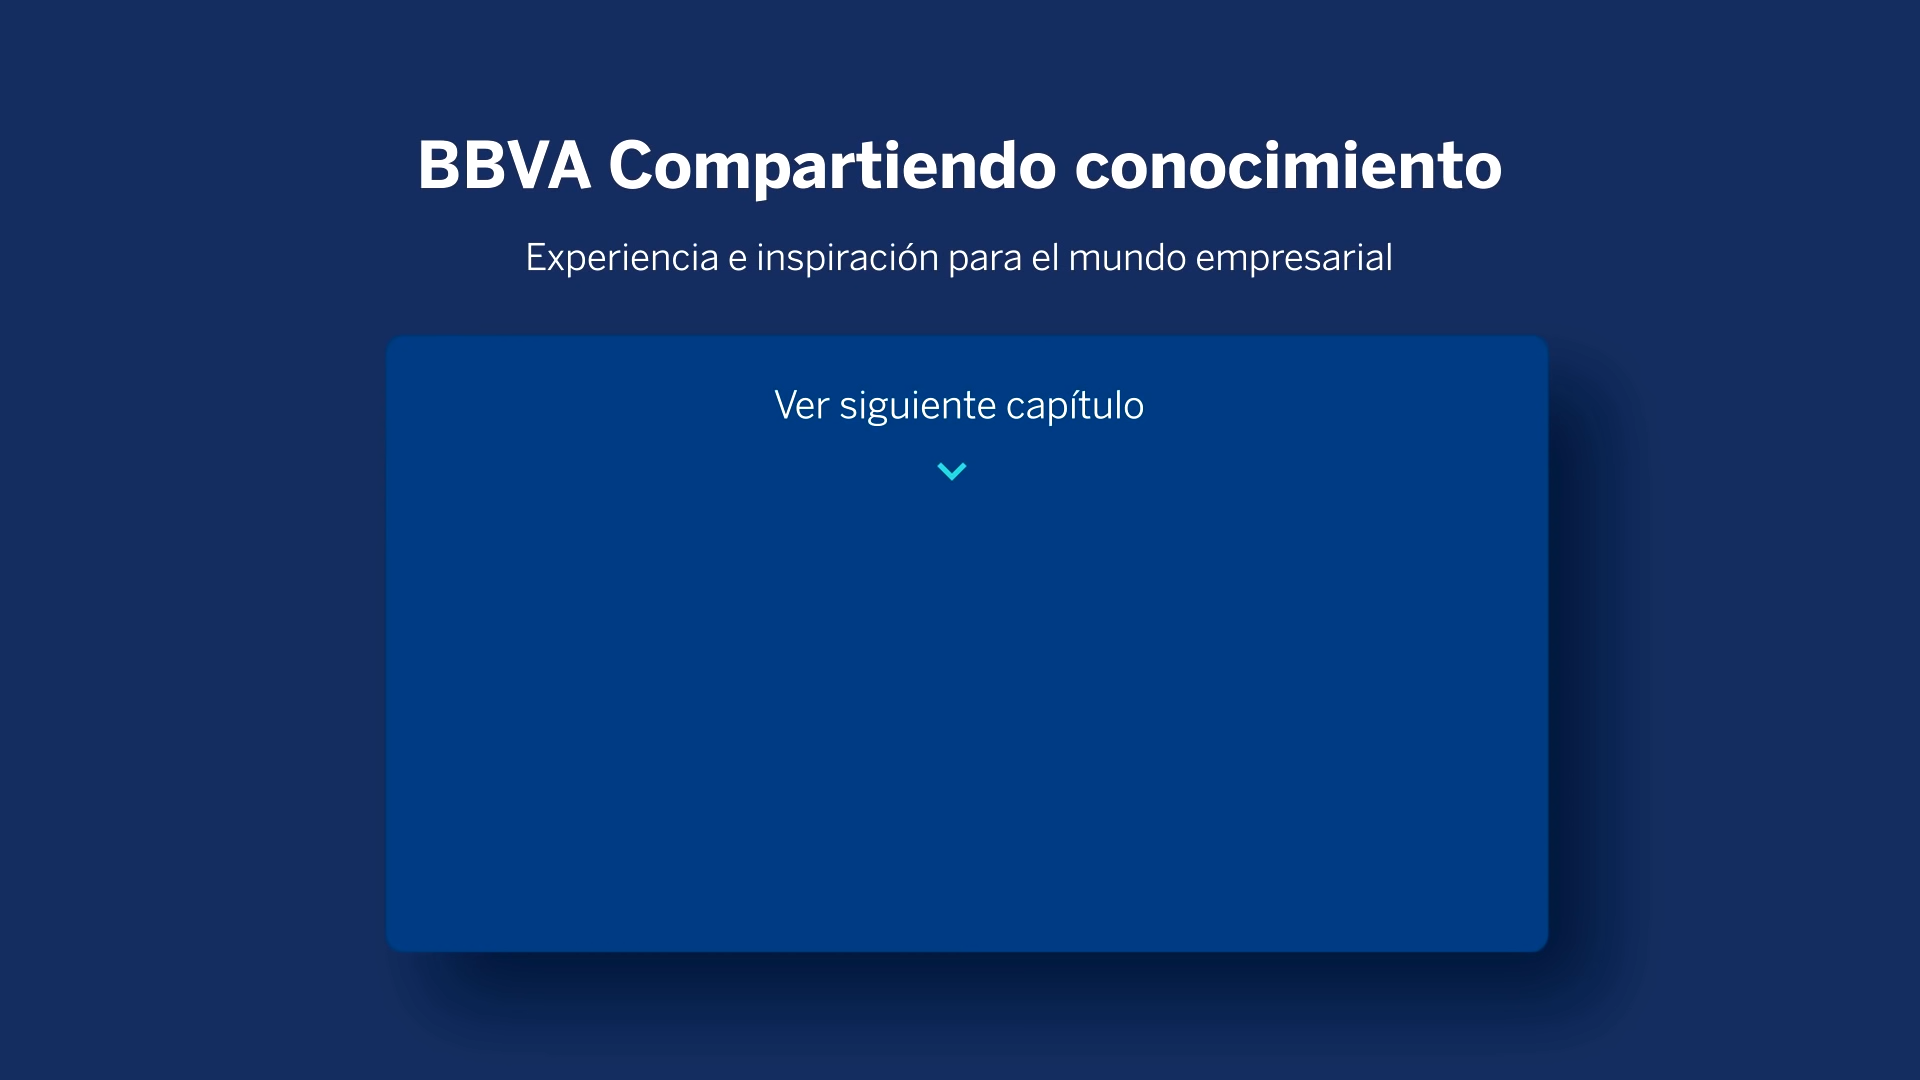 BBVA Compartiendo conocimiento
Experiencia e inspiración para el mundo empresarial
Ver siguiente capítulo